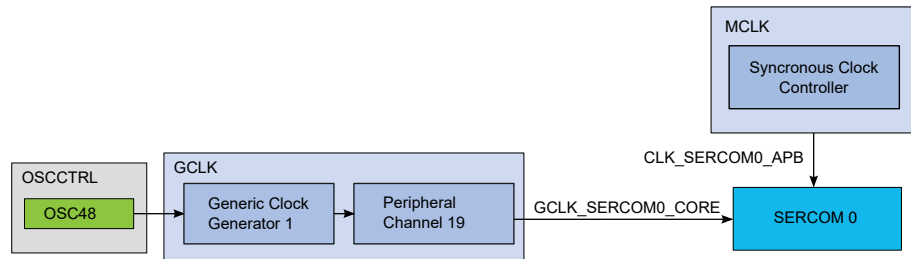 MCLK
Syncronous Clock
Controller
CLK_SERCOM0_APB
OSCCTRL
OSC48
GCLK
Generic Clock
Generator 1
Peripheral
Channel 19
GCLK_SERCOM0_CORE
SERCOM 0